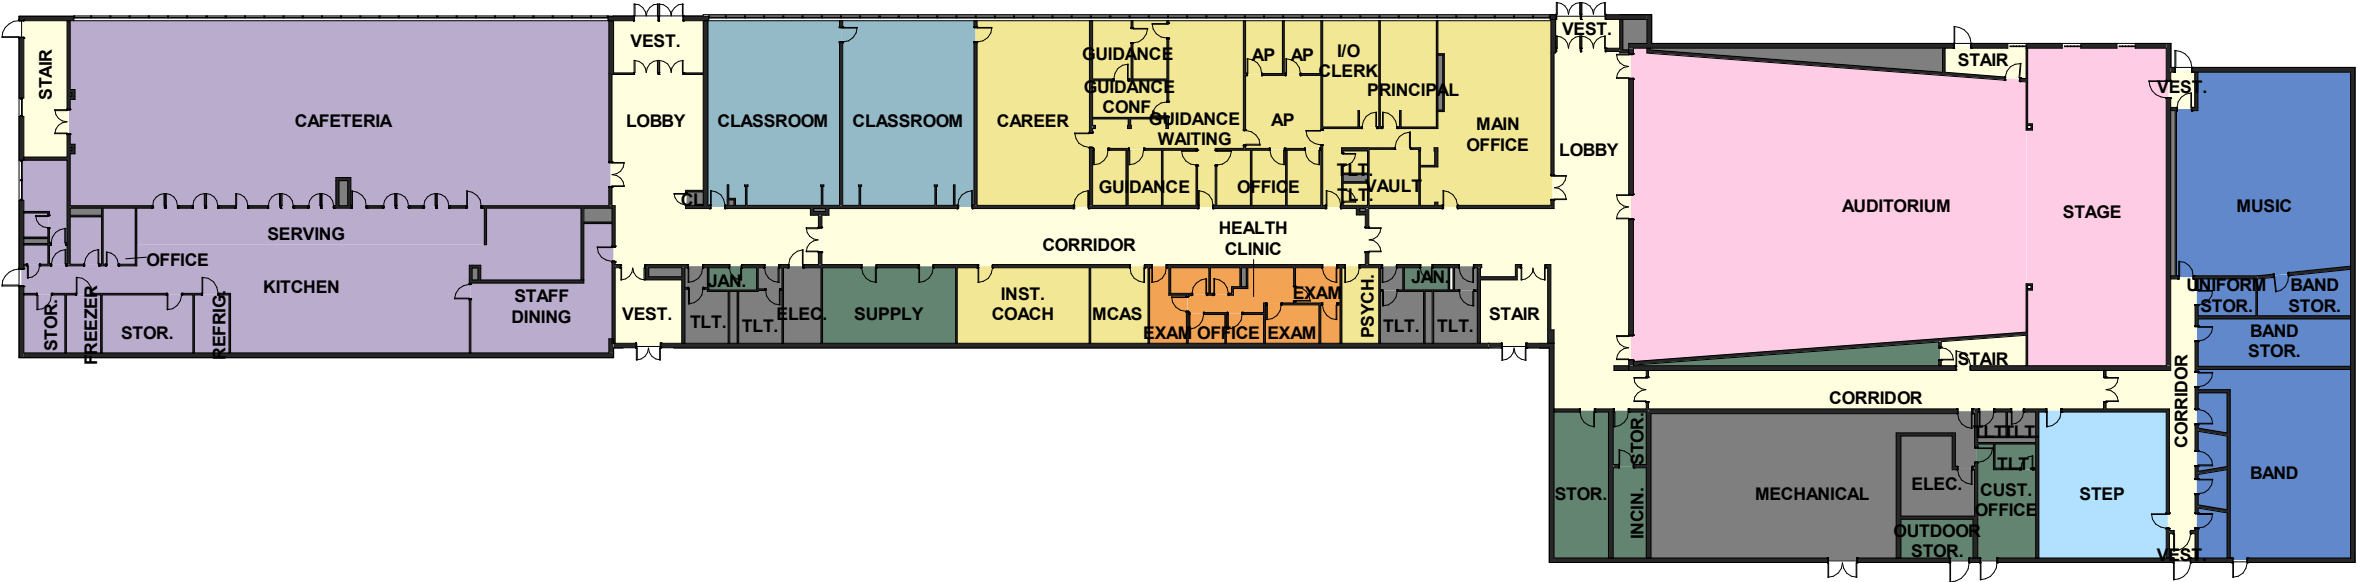 STAIR
CAFETERIA
VEST.
LOBBY
CL
CLASSROOM
CLASSROOM
CAREER
GUIDANCE
GUIDANCE
CONF.
GUIDANCE
WAITING
GUIDANCE
OFFICE
AP
AP
AP
I/O
CLERK
PRINCIPAL
TLT.
TLT.
VAULT
MAIN
OFFICE
VEST.
LOBBY
STAIR
AUDITORIUM
STAGE
STAIR
VEST.
MUSIC
UNIFORM
STOR.
BAND
STOR.
BAND
STOR.
SERVING
OFFICE
KITCHEN
STOR.
FREEZER
STOR.
REFRIG.
STAFF
DINING
CORRIDOR
HEALTH
CLINIC
VEST.
JAN.
TLT.
TLT.
ELEC.
SUPPLY
INST.
COACH
MCAS
EXAM
OFFICE
EXAM
EXAM
PSYCH.
JAN.
TLT.
TLT.
STAIR
CORRIDOR
CORRIDOR
STOR.
STOR.
INCIN.
MECHANICAL
ELEC.
OUTDOOR
STOR.
TLT.
TLT.
TLT.
CUST.
OFFICE
STEP
VEST.
BAND